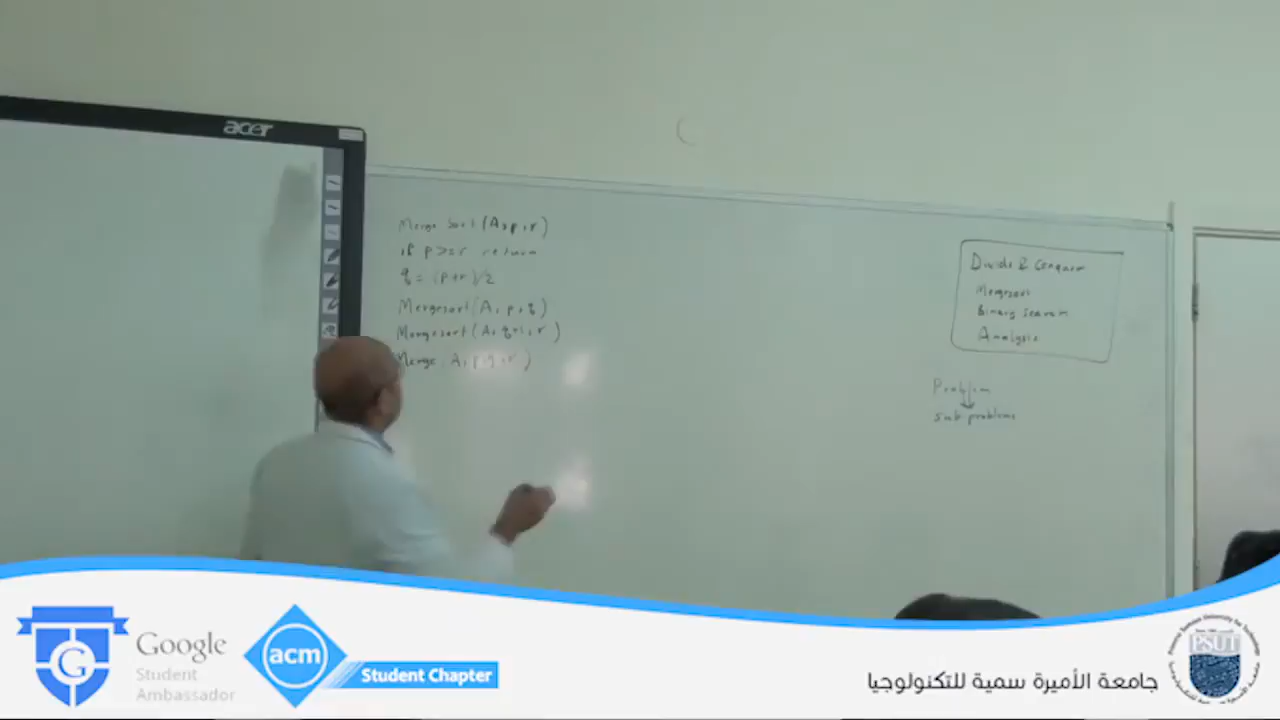 acer
Merge Sort (A, p, r)
if p >= r return
q = (p+r)/2
Mergesort (A, p, q)
Mergesort (A, q+1, r)
Merge A, p, q, r)
Divide & Conquer
Mergesort
Binary Search
Analysis
Problem
Sub problems
Google
Student
Ambassador
G
acm
Student Chapter
جامعة الأميرة سمية للتكنولوجيا
PSUT